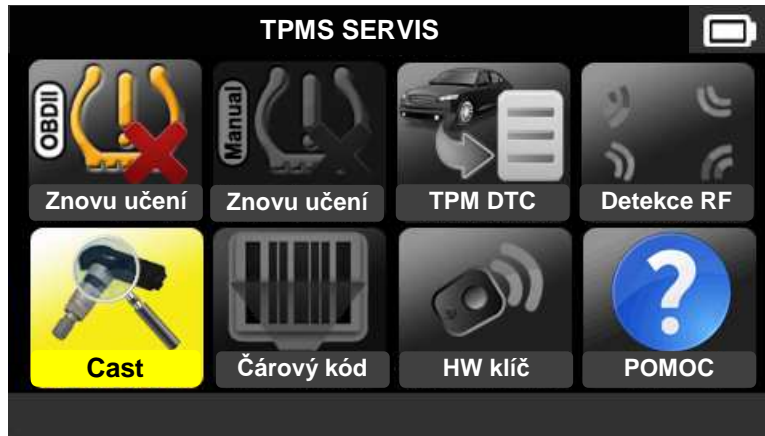 TPMS SERVIS
OBDII
Znovu učení
Manual
Znovu učení
TPM DTC
Detekce RF
Cast
Čárový kód
HW klíč
?
POMOC